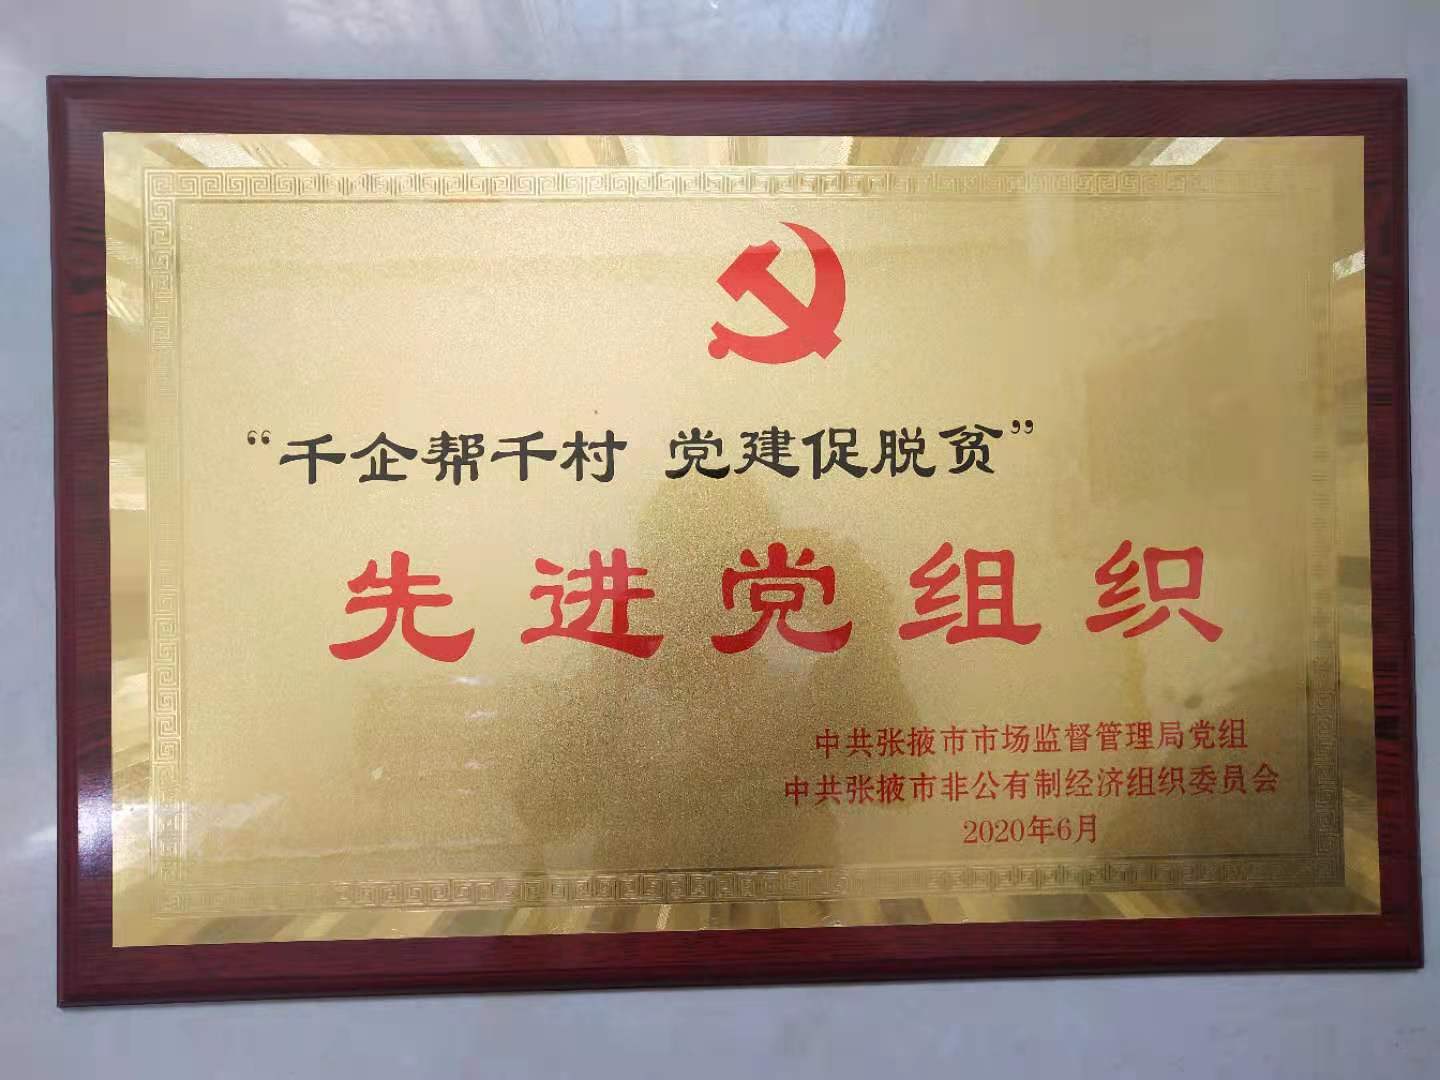 “千企帮千村 党建促脱贫”
先进党组织
中共张掖市市场监督管理局党组
中共张掖市非公有制经济组织委员会
2020年6月